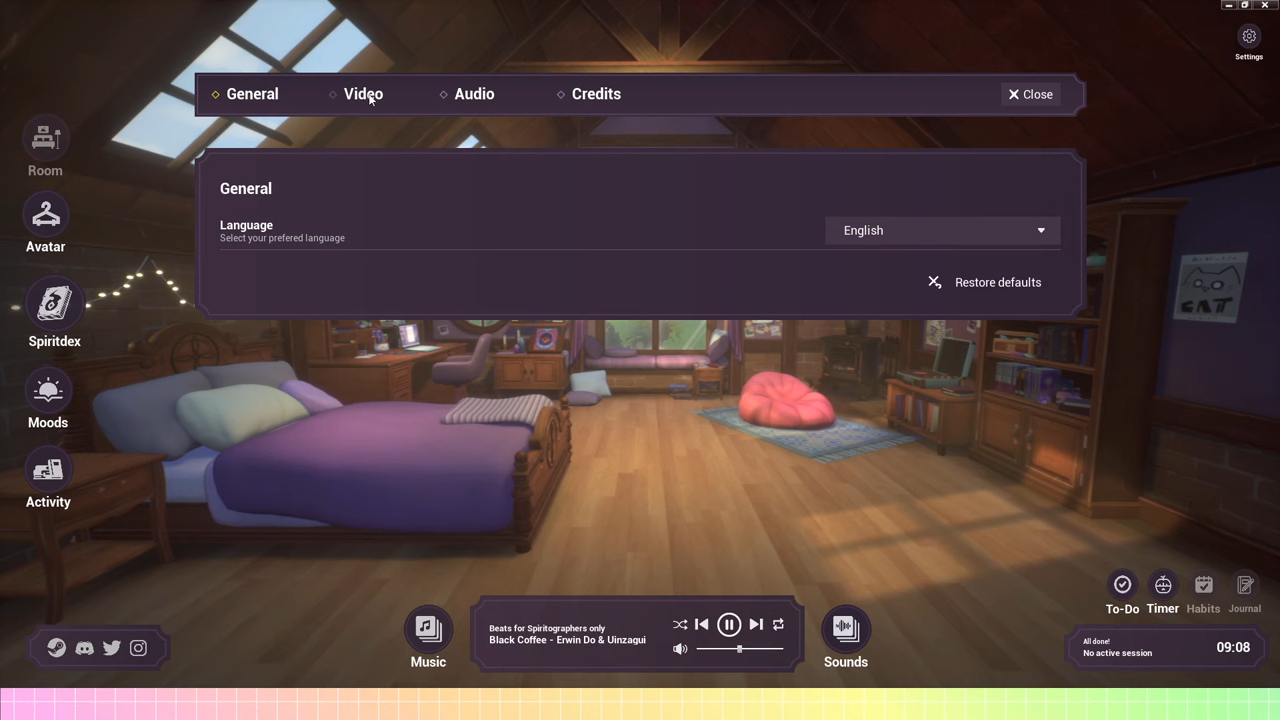 Settings
General
Video
Audio
Credits
Close
Room
Avatar
Spiritdex
Moods
Activity
General
Language
Select your prefered language
English
Restore defaults
CAT
To-Do
Timer
Habits
Journal
Music
Beats for Spiritographers only
Black Coffee - Erwin Do & Uinzagui
Sounds
All done!
No active session
09:08